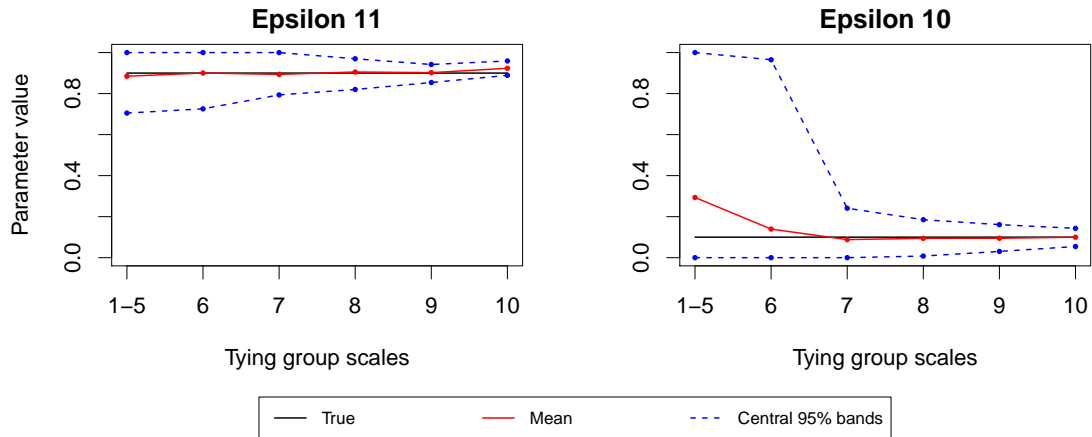 Epsilon 11
Parameter value
0.0
0.4
0.8
1−5 6 7 8 9 10
Tying group scales
Epsilon 10
0.0
0.4
0.8
1−5 6 7 8 9 10
Tying group scales
True Mean Central 95% bands